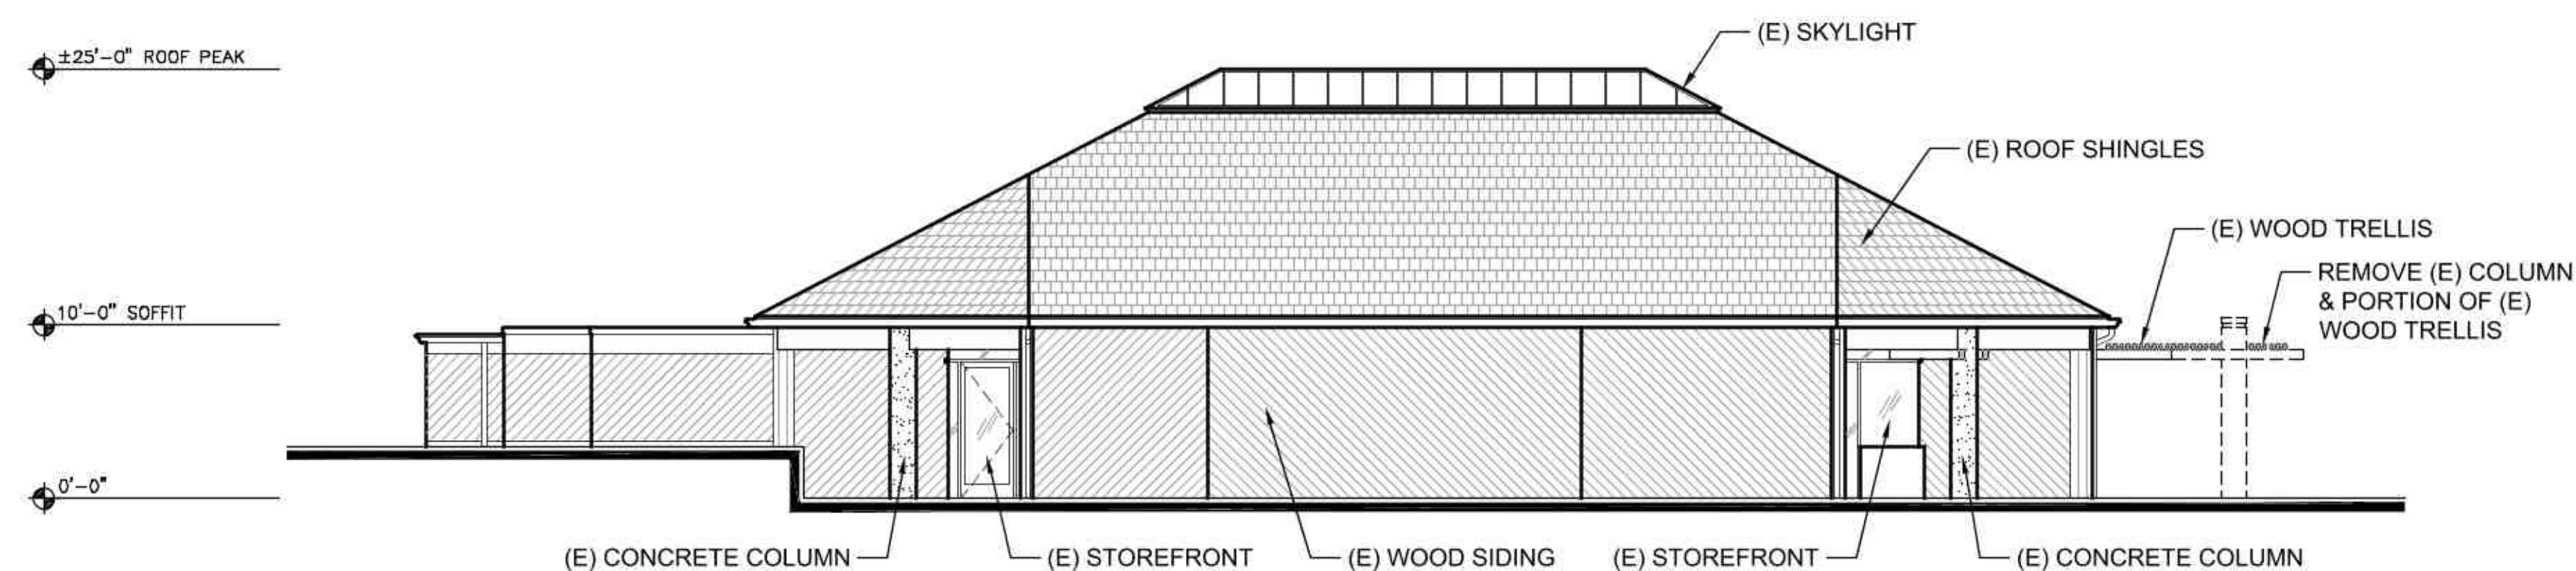 ±25'-0" ROOF PEAK
(E) SKYLIGHT
(E) ROOF SHINGLES
(E) WOOD TRELLIS
REMOVE (E) COLUMN
& PORTION OF (E)
WOOD TRELLIS
10'-0" SOFFIT
0'-0"
(E) CONCRETE COLUMN
(E) STOREFRONT
(E) WOOD SIDING
(E) STOREFRONT
(E) CONCRETE COLUMN